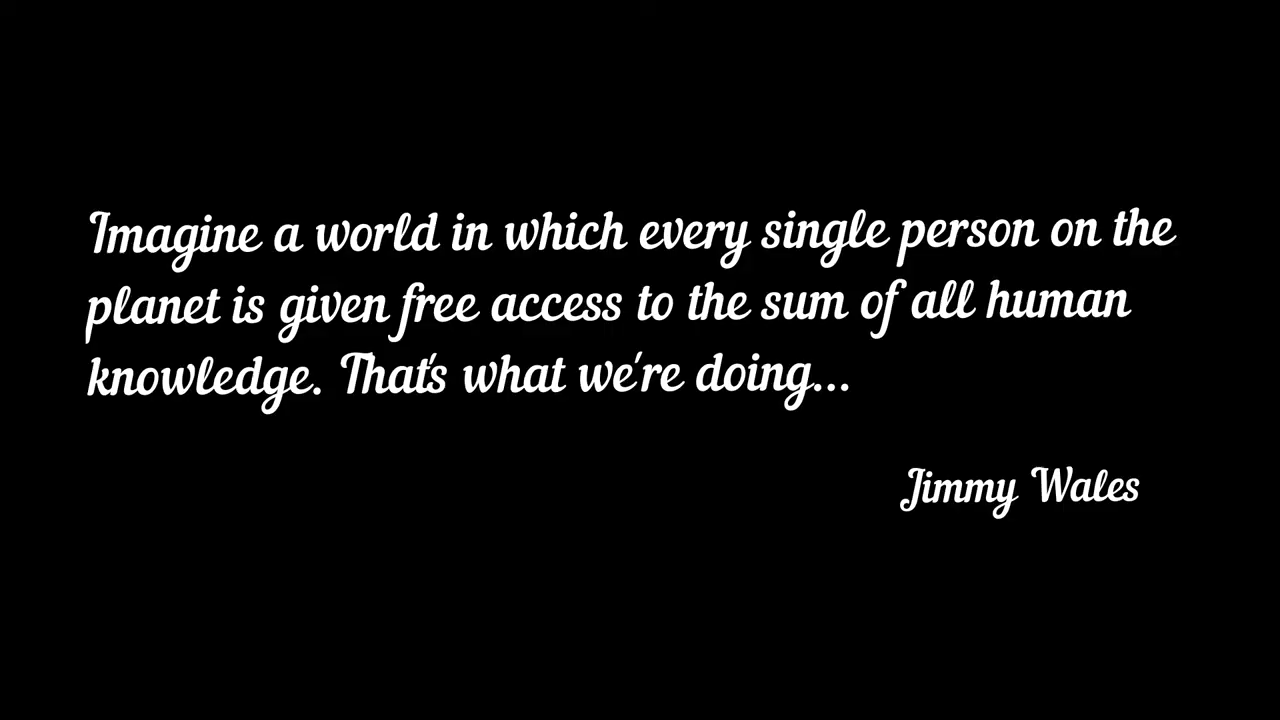 Imagine a world in which every single person on the
planet is given free access to the sum of all human
knowledge. That's what we're doing...
Jimmy Wales